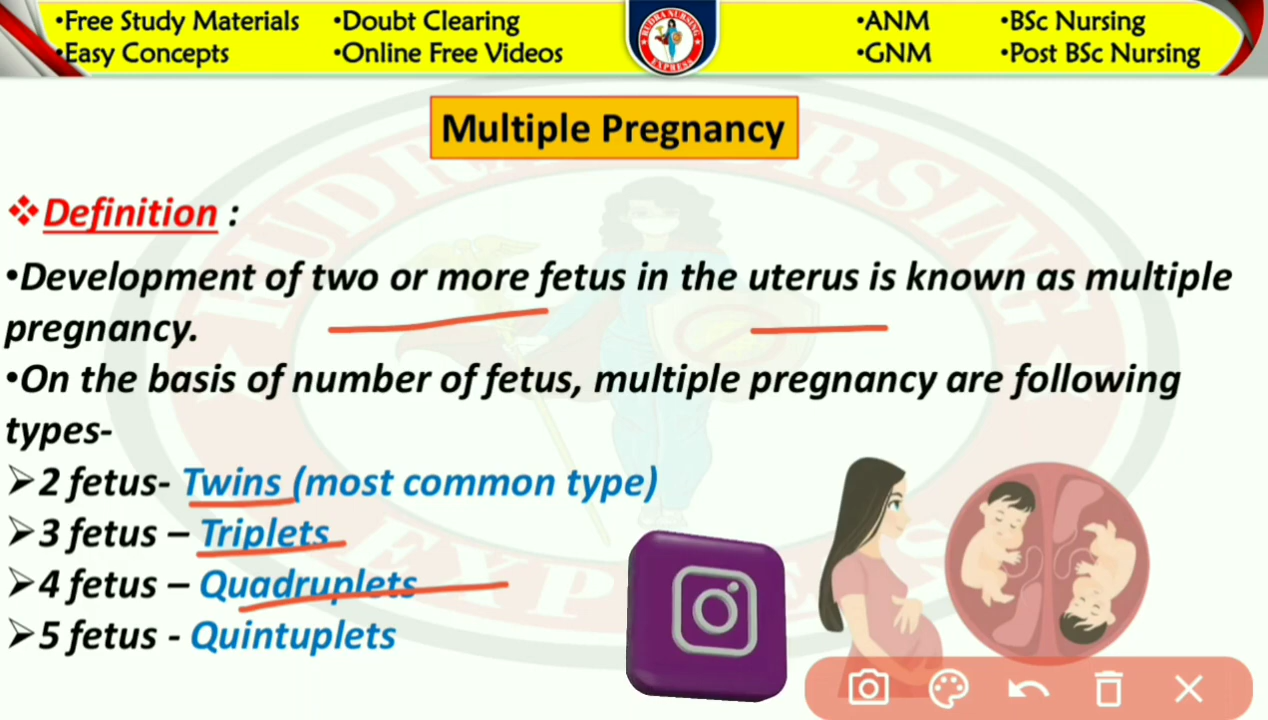 •Free Study Materials •Doubt Clearing •ANM •BSc Nursing
•Easy Concepts •Online Free Videos •GNM •Post BSc Nursing
RUDRA NURSING
EXPRESS
Multiple Pregnancy
❖Definition :
•Development of two or more fetus in the uterus is known as multiple
pregnancy.
•On the basis of number of fetus, multiple pregnancy are following
types-
➢2 fetus- Twins (most common type)
➢3 fetus – Triplets
➢4 fetus – Quadruplets
➢5 fetus - Quintuplets